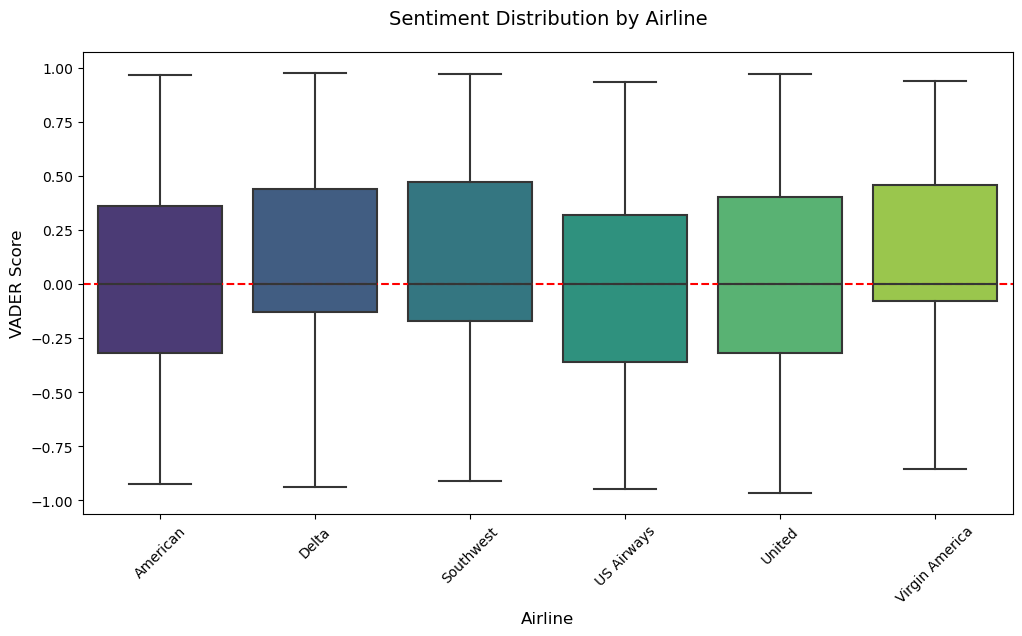 Sentiment Distribution by Airline
VADER Score
1.00
0.75
0.50
0.25
0.00
−0.25
−0.50
−0.75
−1.00
American
Delta
Southwest
US Airways
United
Virgin America
Airline